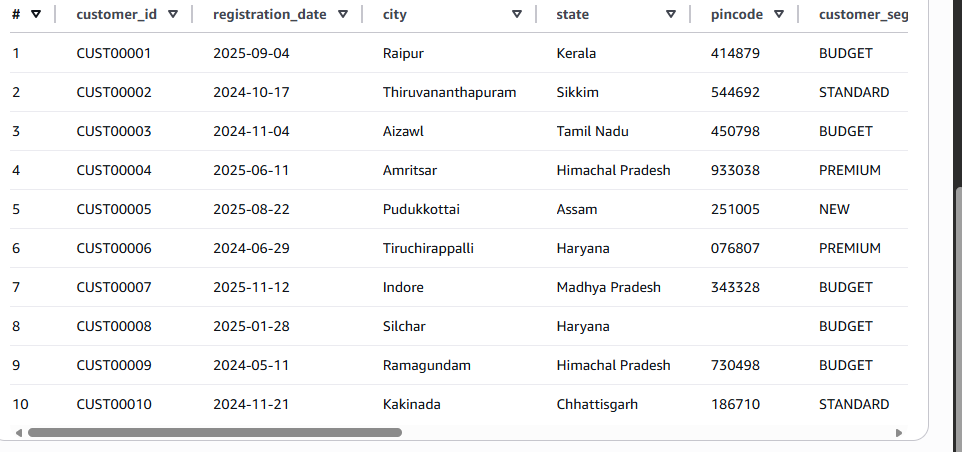 # customer_id registration_date city state pincode customer_seg
1 CUST00001 2025-09-04 Raipur Kerala 414879 BUDGET
2 CUST00002 2024-10-17 Thiruvananthapuram Sikkim 544692 STANDARD
3 CUST00003 2024-11-04 Aizawl Tamil Nadu 450798 BUDGET
4 CUST00004 2025-06-11 Amritsar Himachal Pradesh 933038 PREMIUM
5 CUST00005 2025-08-22 Pudukkottai Assam 251005 NEW
6 CUST00006 2024-06-29 Tiruchirappalli Haryana 076807 PREMIUM
7 CUST00007 2025-11-12 Indore Madhya Pradesh 343328 BUDGET
8 CUST00008 2025-01-28 Silchar Haryana BUDGET
9 CUST00009 2024-05-11 Ramagundam Himachal Pradesh 730498 BUDGET
10 CUST00010 2024-11-21 Kakinada Chhattisgarh 186710 STANDARD